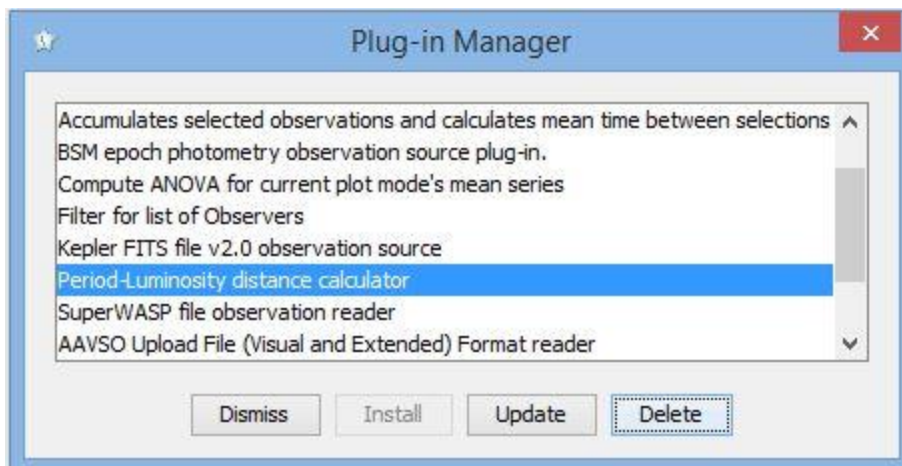 Plug-in Manager
Accumulates selected observations and calculates mean time between selections
BSM epoch photometry observation source plug-in.
Compute ANOVA for current plot mode's mean series
Filter for list of Observers
Kepler FITS file v2.0 observation source
Period-Luminosity distance calculator
SuperWASP file observation reader
AAVSO Upload File (Visual and Extended) Format reader
Dismiss Install Update Delete